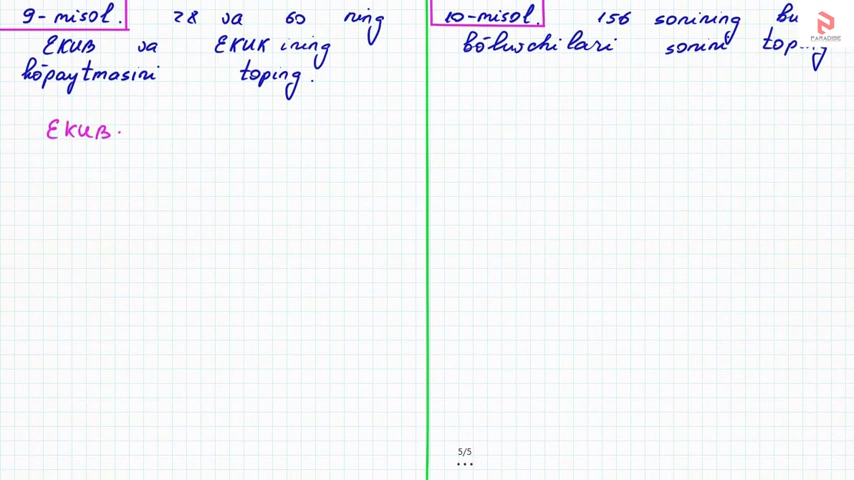 9-misol. 28 va 60 ning
EKUB va EKUK ining
ko̅paytmasini toping.
EKUB.
10-misol. 156 sonining bu
bo̅luvchilari sonini top...g
PARADISE
5/5
...